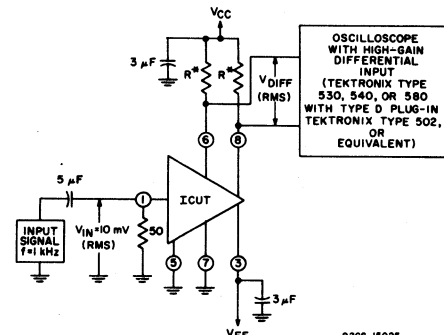 VCC
3 µF
R*
R*
VDIFF
(RMS)
OSCILLOSCOPE
WITH HIGH-GAIN
DIFFERENTIAL
INPUT
(TEKTRONIX TYPE
530, 540, OR 580
WITH TYPE D PLUG-IN
TEKTRONIX TYPE 502,
OR
EQUIVALENT)
6
8
5 µF
1
ICUT
INPUT
SIGNAL
f=1 kHz
VIN=10 mV
(RMS)
50
5
7
3
3 µF
VEE